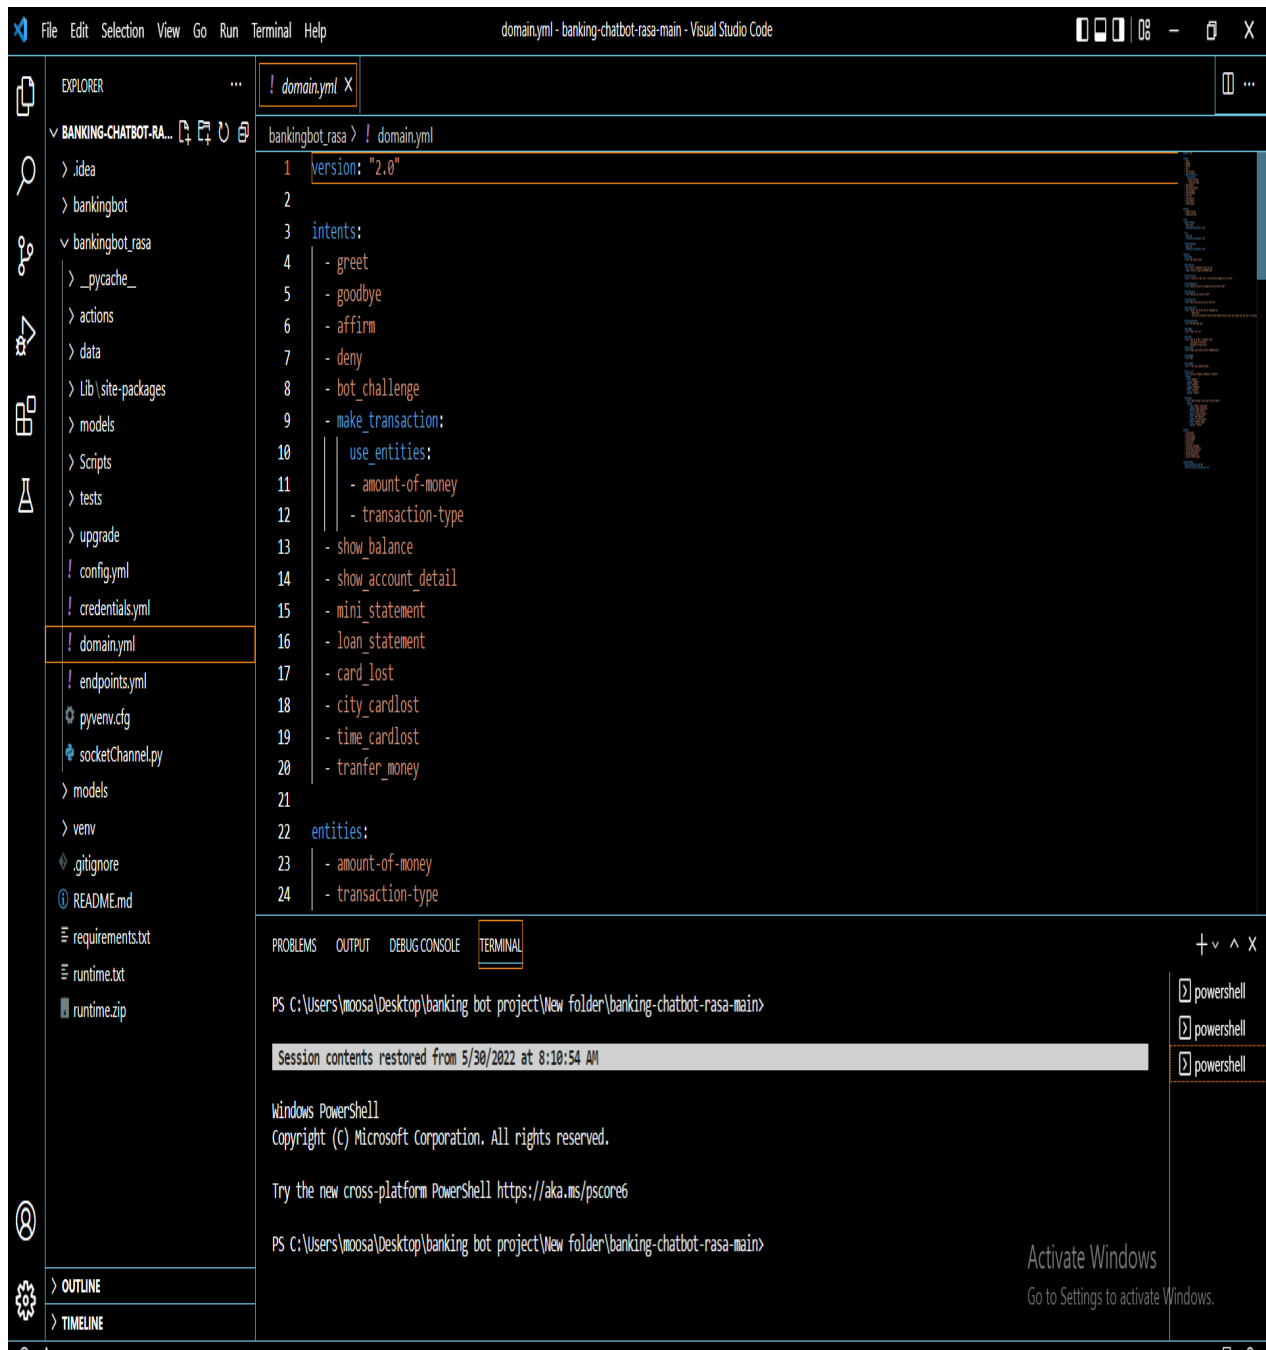 File Edit Selection View Go Run Terminal Help domain.yml - banking-chatbot-rasa-main - Visual Studio Code
EXPLORER
BANKING-CHATBOT-RA...
.idea
bankingbot
bankingbot_rasa
__pycache__
actions
data
Lib\site-packages
models
Scripts
tests
upgrade
config.yml
credentials.yml
domain.yml
endpoints.yml
pyvenv.cfg
socketChannel.py
models
venv
.gitignore
README.md
requirements.txt
runtime.txt
runtime.zip
OUTLINE
TIMELINE
domain.yml
bankingbot_rasa > domain.yml
1 version: "2.0"
2
3 intents:
4 - greet
5 - goodbye
6 - affirm
7 - deny
8 - bot_challenge
9 - make_transaction:
10 use_entities:
11 - amount-of-money
12 - transaction-type
13 - show_balance
14 - show_account_detail
15 - mini_statement
16 - loan_statement
17 - card_lost
18 - city_cardlost
19 - time_cardlost
20 - tranfer_money
21
22 entities:
23 - amount-of-money
24 - transaction-type
PROBLEMS OUTPUT DEBUG CONSOLE TERMINAL
PS C:\Users\moosa\Desktop\banking bot project\New folder\banking-chatbot-rasa-main>
Session contents restored from 5/30/2022 at 8:10:54 AM
Windows PowerShell
Copyright (C) Microsoft Corporation. All rights reserved.
Try the new cross-platform PowerShell https://aka.ms/pscore6
PS C:\Users\moosa\Desktop\banking bot project\New folder\banking-chatbot-rasa-main>
powershell
powershell
powershell
Activate Windows
Go to Settings to activate Windows.